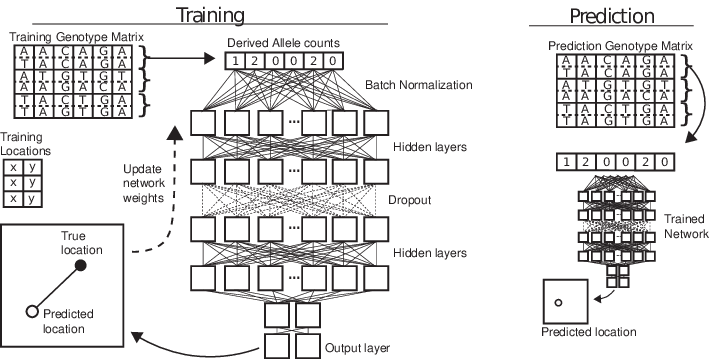 Training
Training Genotype Matrix
A A C A G A
T A C A G A
A T G T G T
A A G C G A
T A C T G A
T A G T G A
Derived Allele counts
1 2 0 0 2 0
Batch Normalization
...
Hidden layers
...
Dropout
...
Hidden layers
...
Output layer
Training
Locations
x y
x y
x y
Update
network
weights
True
location
Predicted
location
Prediction
Prediction Genotype Matrix
A A C A G A
T A C A G A
A T G T G T
A A G T G A
T A C T G A
T A G T G A
1 2 0 0 2 0
Trained
Network
Predicted location